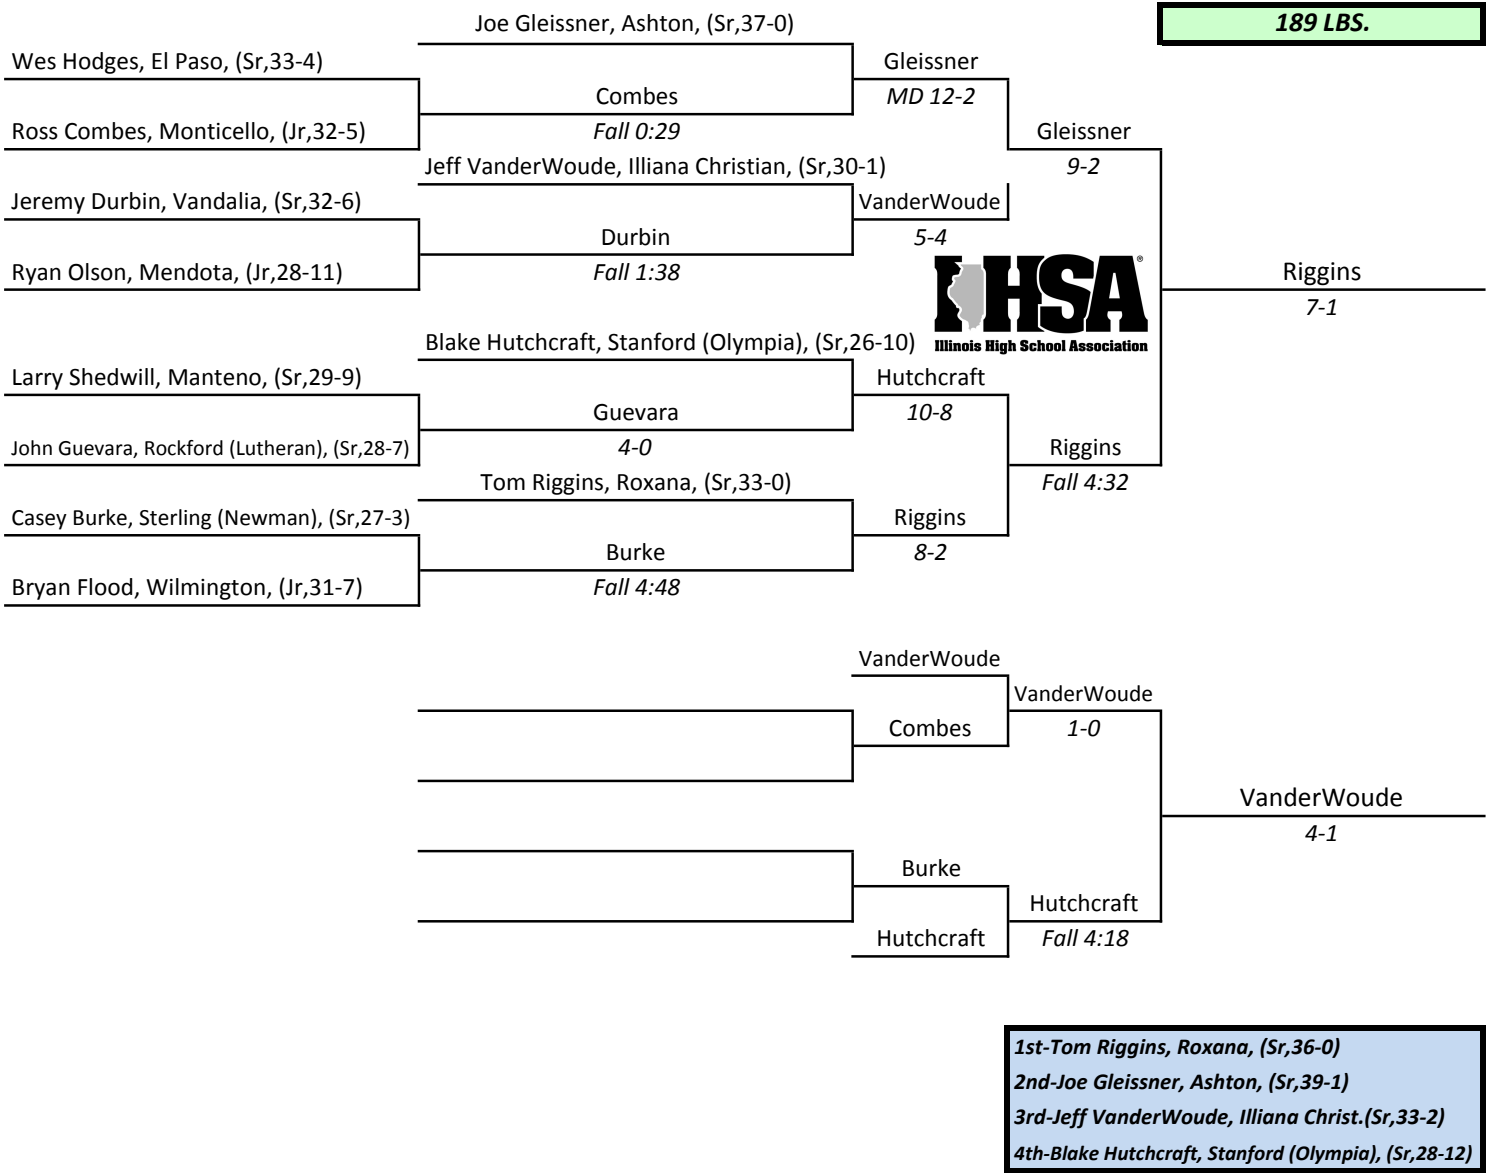 Joe Gleissner, Ashton, (Sr,37-0)
189 LBS.
Wes Hodges, El Paso, (Sr,33-4)
Gleissner
Combes
MD 12-2
Ross Combes, Monticello, (Jr,32-5)
Fall 0:29
Gleissner
Jeff VanderWoude, Illiana Christian, (Sr,30-1)
9-2
Jeremy Durbin, Vandalia, (Sr,32-6)
VanderWoude
Durbin
5-4
Ryan Olson, Mendota, (Jr,28-11)
Fall 1:38
IHSA®
Illinois High School Association
Riggins
7-1
Blake Hutchcraft, Stanford (Olympia), (Sr,26-10)
Larry Shedwill, Manteno, (Sr,29-9)
Hutchcraft
Guevara
10-8
John Guevara, Rockford (Lutheran), (Sr,28-7)
4-0
Riggins
Tom Riggins, Roxana, (Sr,33-0)
Fall 4:32
Casey Burke, Sterling (Newman), (Sr,27-3)
Riggins
Burke
8-2
Bryan Flood, Wilmington, (Jr,31-7)
Fall 4:48
VanderWoude
VanderWoude
Combes
1-0
VanderWoude
4-1
Burke
Hutchcraft
Hutchcraft
Fall 4:18
1st-Tom Riggins, Roxana, (Sr,36-0)
2nd-Joe Gleissner, Ashton, (Sr,39-1)
3rd-Jeff VanderWoude, Illiana Christ.(Sr,33-2)
4th-Blake Hutchcraft, Stanford (Olympia), (Sr,28-12)